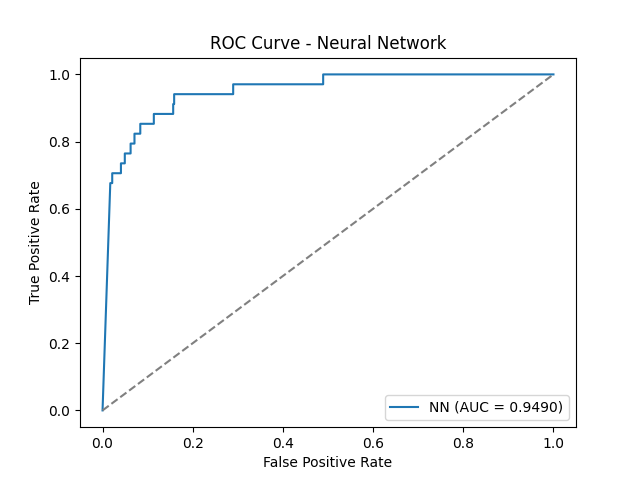 ROC Curve - Neural Network
True Positive Rate
1.0
0.8
0.6
0.4
0.2
0.0
NN (AUC = 0.9490)
0.0 0.2 0.4 0.6 0.8 1.0
False Positive Rate